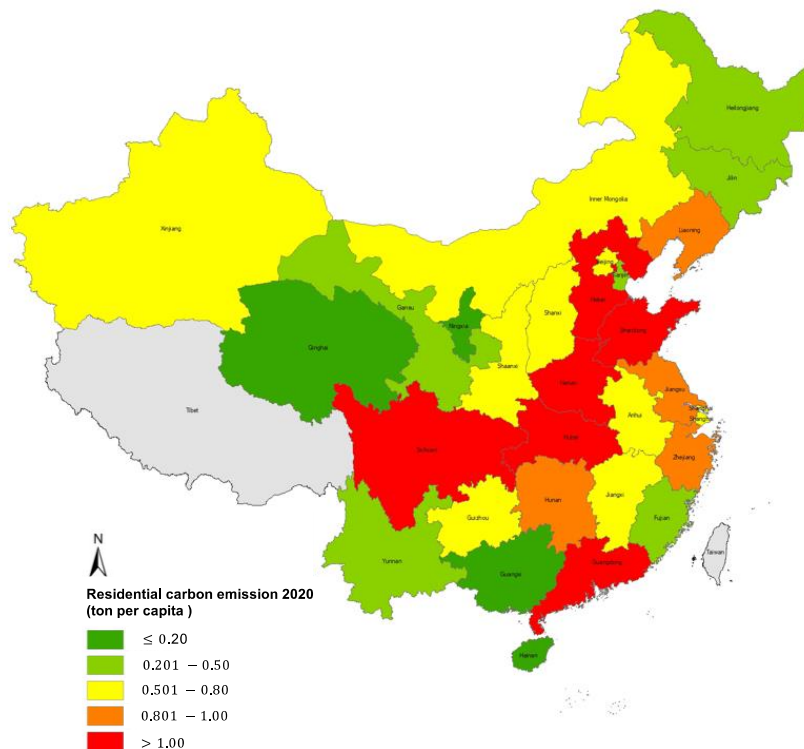 Heilongjiang
Jilin
Liaoning
Inner Mongolia
Xinjiang
Beijing
Tianjin
Hebei
Gansu
Ningxia
Shanxi
Shandong
Qinghai
Shaanxi
Henan
Jiangsu
Tibet
Anhui
Shanghai
Shanghai
Sichuan
Hubei
Zhejiang
Hunan
Jiangxi
Guizhou
Fujian
Yunnan
Guangxi
Guangdong
Taiwan
Hainan
N
Residential carbon emission 2020
(ton per capita )
≤ 0.20
0.201 – 0.50
0.501 – 0.80
0.801 – 1.00
> 1.00